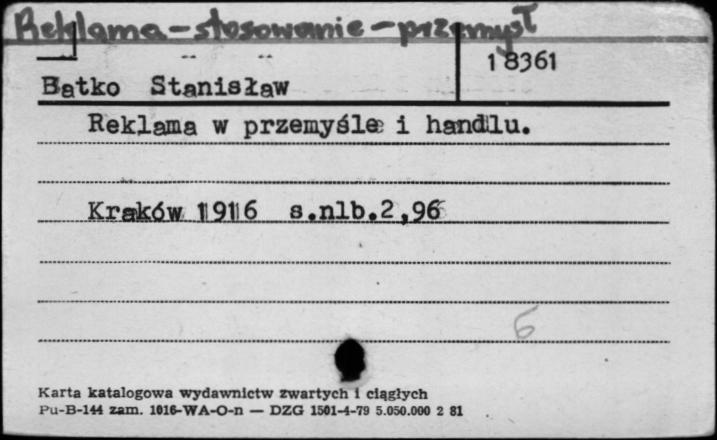 Reklama - stosowanie - przemysł
18361
Batko Stanisław
Reklama w przemyśle i handlu.
Kraków 1916 s.nlb.2,96
6
Karta katalogowa wydawnictw zwartych i ciągłych
Pu-B-144 zam. 1016-WA-O-n — DZG 1501-4-79 5.050.000 2 81